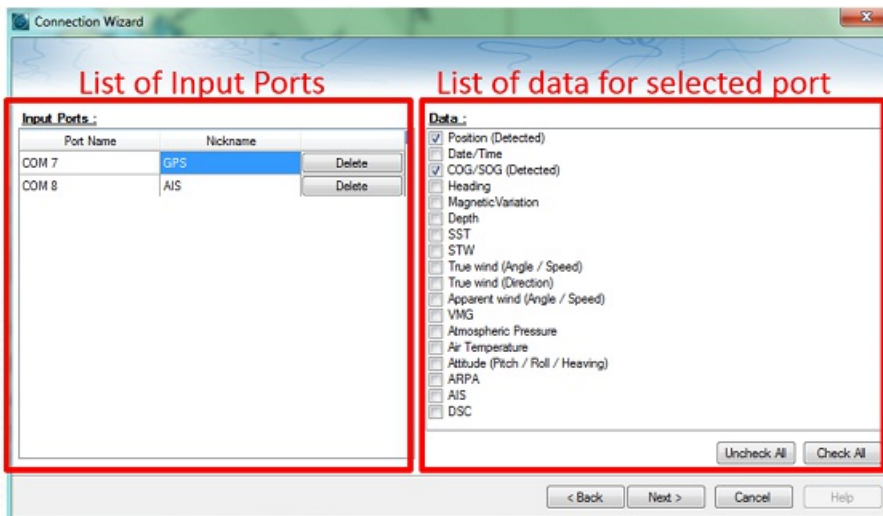 Connection Wizard
List of Input Ports
List of data for selected port
Input Ports :
Port Name Nickname
COM 7 GPS Delete
COM 8 AIS Delete
Data :
Position (Detected)
Date/Time
COG/SOG (Detected)
Heading
MagneticVariation
Depth
SST
STW
True wind (Angle / Speed)
True wind (Direction)
Apparent wind (Angle / Speed)
VMG
Atmospheric Pressure
Air Temperature
Attitude (Pitch / Roll / Heaving)
ARPA
AIS
DSC
Uncheck All Check All
< Back Next > Cancel Help